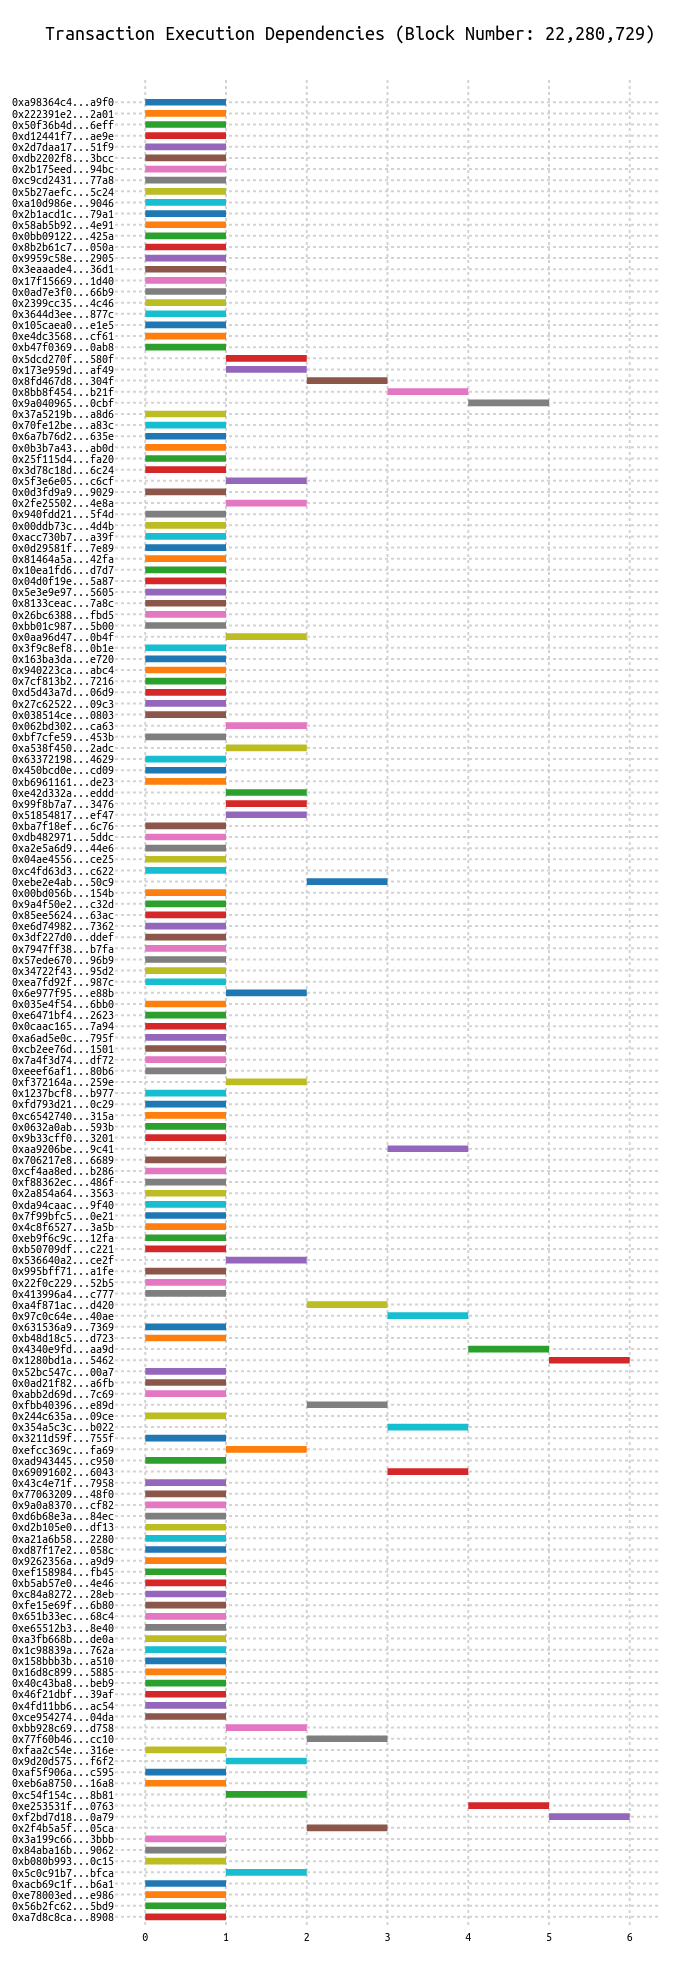 Transaction Execution Dependencies (Block Number: 22,280,729)
0xa98364c4...a9f0
0x222391e2...2a01
0x50f36b4d...6eff
0xd12441f7...ae9e
0x2d7daa17...51f9
0xdb2202f8...3bcc
0x2b175eed...94bc
0xc9cd2431...77a8
0x5b27aefc...5c24
0xa10d986e...9046
0x2b1acd1c...79a1
0x58ab5b92...4e91
0x0bb09122...425a
0x8b2b61c7...050a
0x9959c58e...2905
0x3eaaade4...36d1
0x17f15669...1d40
0x0ad7e3f0...66b9
0x2399cc35...4c46
0x3644d3ee...877c
0x105caea0...e1e5
0xe4dc3568...cf61
0xb47f0369...0ab8
0x5dcd270f...580f
0x173e959d...af49
0x8fd467d8...304f
0x8bb8f454...b21f
0x9a040965...0cbf
0x37a5219b...a8d6
0x70fe12be...a83c
0x6a7b76d2...635e
0x0b3b7a43...ab0d
0x25f115d4...fa20
0x3d78c18d...6c24
0x5f3e6e05...c6cf
0x0d3fd9a9...9029
0x2fe25502...4e8a
0x940fdd21...5f4d
0x00ddb73c...4d4b
0xacc730b7...a39f
0x0d29581f...7e89
0x81464a5a...42fa
0x10ea1fd6...d7d7
0x04d0f19e...5a87
0x5e3e9e97...5605
0x8133ceac...7a8c
0x26bc6388...fbd5
0xbb01c987...5b00
0x0aa96d47...0b4f
0x3f9c8ef8...0b1e
0x163ba3da...e720
0x940223ca...abc4
0x7cf813b2...7216
0xd5d43a7d...06d9
0x27c62522...09c3
0x038514ce...0803
0x062bd302...ca63
0xbf7cfe59...453b
0xa538f450...2adc
0x63372198...4629
0x450bcd0e...cd09
0xb6961161...de23
0xe42d332a...eddd
0x99f8b7a7...3476
0x51854817...ef47
0xba7f18ef...6c76
0xdb482971...5ddc
0xa2e5a6d9...44e6
0x04ae4556...ce25
0xc4fd63d3...c622
0xebe2e4ab...50c9
0x00bd056b...154b
0x9a4f50e2...c32d
0x85ee5624...63ac
0xe6d74982...7362
0x3df227d0...ddef
0x7947ff38...b7fa
0x57ede670...96b9
0x34722f43...95d2
0xea7fd92f...987c
0x6e977f95...e88b
0x035e4f54...6bb0
0xe6471bf4...2623
0x0caac165...7a94
0xa6ad5e0c...795f
0xcb2ee76d...1501
0x7a4f3d74...df72
0xeeef6af1...80b6
0xf372164a...259e
0x1237bcf8...b977
0xfd793d21...0c29
0xc6542740...315a
0x0632a0ab...593b
0x9b33cff0...3201
0xaa9206be...9c41
0x706217e8...6689
0xcf4aa8ed...b286
0xf88362ec...486f
0x2a854a64...3563
0xda94caac...9f40
0x7f99bfc5...0e21
0x4c8f6527...3a5b
0xeb9f6c9c...12fa
0xb50709df...c221
0x536640a2...ce2f
0x995bff71...a1fe
0x22f0c229...52b5
0x413996a4...c777
0xa4f871ac...d420
0x97c0c64e...40ae
0x631536a9...7369
0xb48d18c5...d723
0x4340e9fd...aa9d
0x1280bd1a...5462
0x52bc547c...00a7
0x0ad21f82...a6fb
0xabb2d69d...7c69
0xfbb40396...e89d
0x244c635a...09ce
0x354a5c3c...b022
0x3211d59f...755f
0xefcc369c...fa69
0xad943445...c950
0x69091602...6043
0x43c4e71f...7958
0x77063209...48f0
0x9a0a8370...cf82
0xd6b68e3a...84ec
0xd2b105e0...df13
0xa21a6b58...2280
0xd87f17e2...058c
0x9262356a...a9d9
0xef158984...fb45
0xb5ab57e0...4e46
0xc84a8272...28eb
0xfe15e69f...6b80
0x651b33ec...68c4
0xe65512b3...8e40
0xa3fb668b...de0a
0x1c98839a...762a
0x158bbb3b...a510
0x16d8c899...5885
0x40c43ba8...beb9
0x46f21dbf...39af
0x4fd11bb6...ac54
0xce954274...04da
0xbb928c69...d758
0x77f60b46...cc10
0xfaa2c54e...316e
0x9d20d575...f6f2
0xaf5f906a...c595
0xeb6a8750...16a8
0xc54f154c...8b81
0xe253531f...0763
0xf2bd7d18...0a79
0x2f4b5a5f...05ca
0x3a199c66...3bbb
0x84aba16b...9062
0xb080b993...0c15
0x5c0c91b7...bfca
0xacb69c1f...b6a1
0xe78003ed...e986
0x56b2fc62...5bd9
0xa7d8c8ca...8908
0 1 2 3 4 5 6